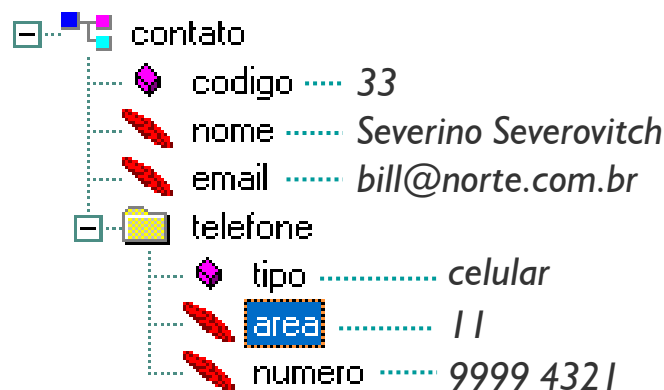 contato
codigo 33
nome Severino Severovitch
email bill@norte.com.br
telefone
tipo celular
area 11
numero 9999 4321